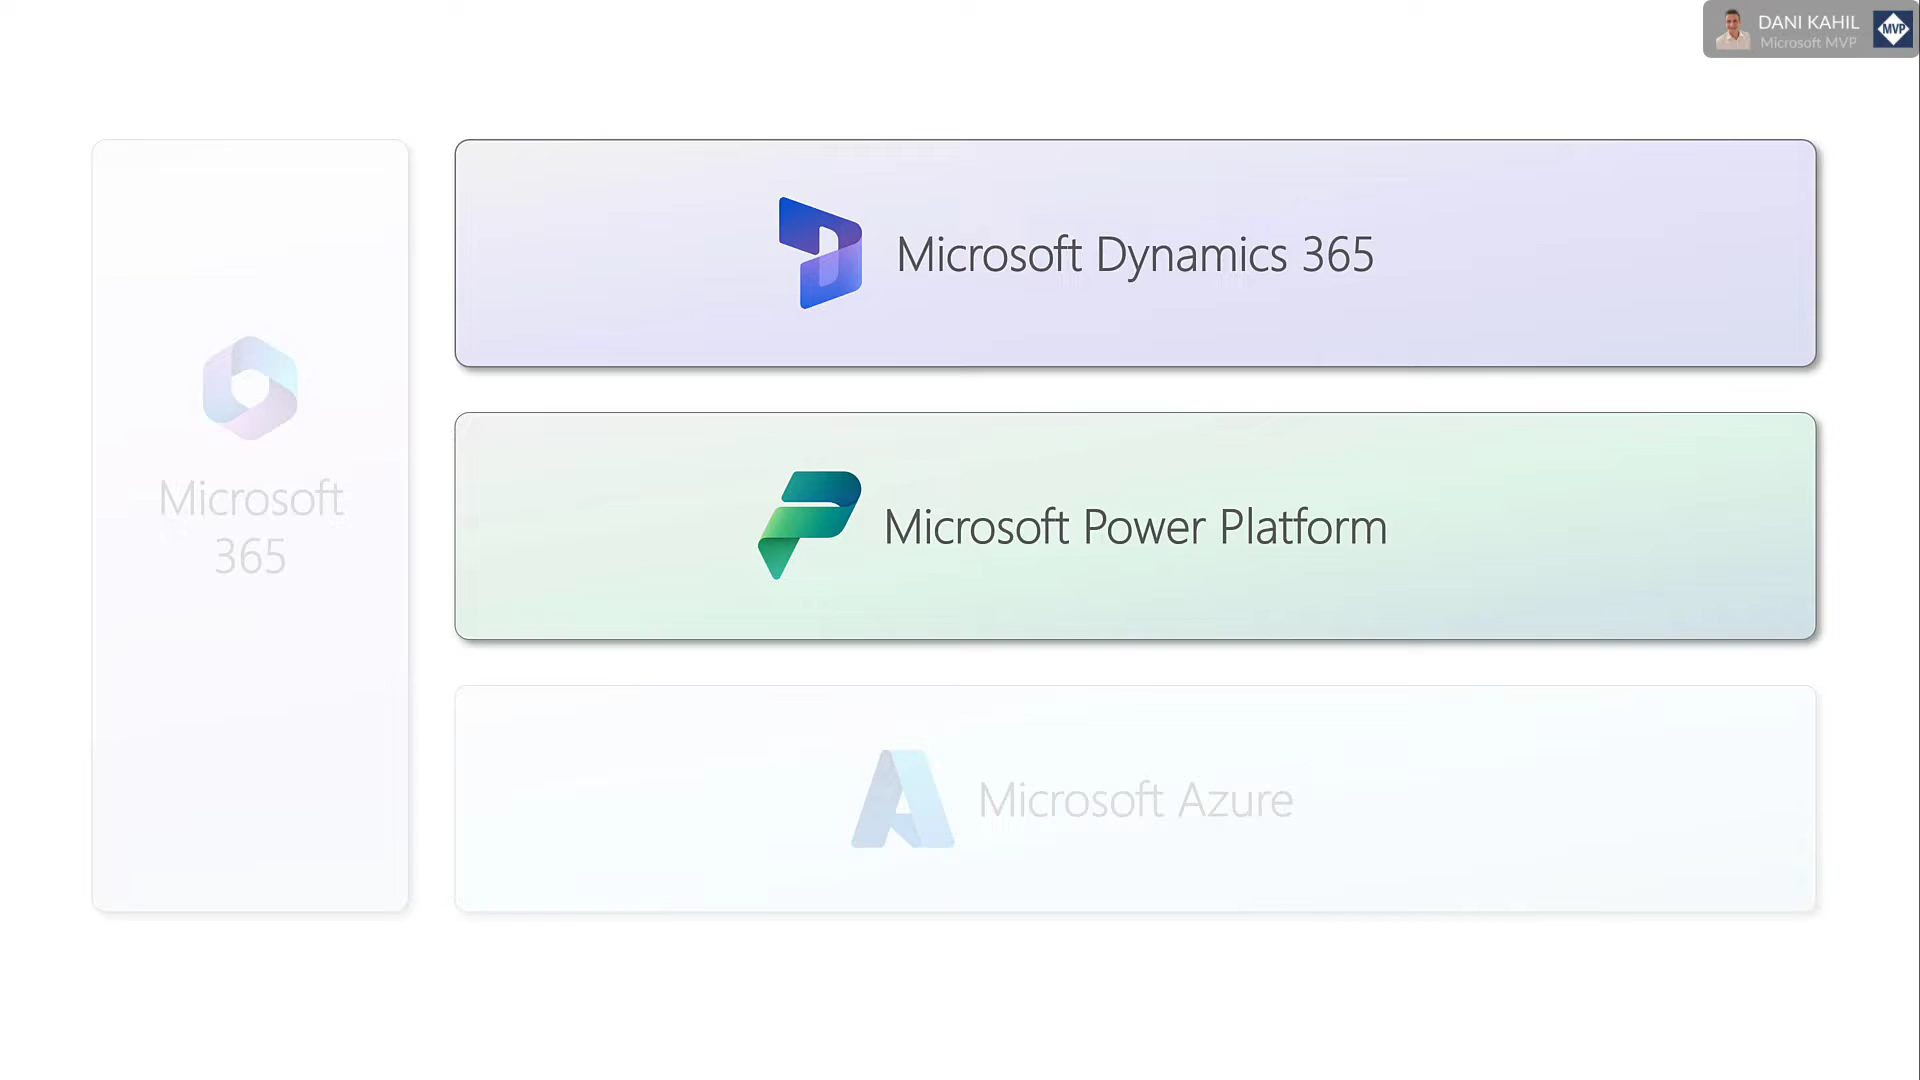 DANI KAHIL
Microsoft MVP
MVP
Microsoft
365
Microsoft Dynamics 365
Microsoft Power Platform
Microsoft Azure